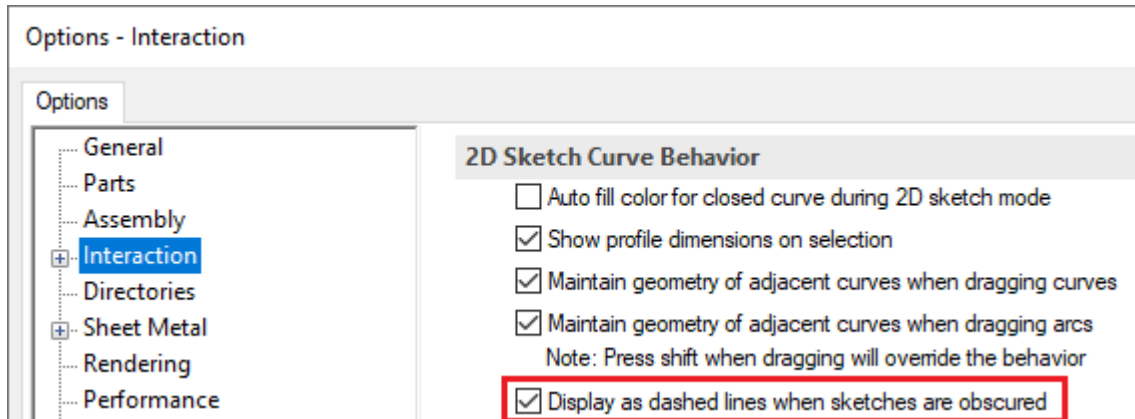 Options - Interaction
Options
General
Parts
Assembly
Interaction
Directories
Sheet Metal
Rendering
Performance
2D Sketch Curve Behavior
Auto fill color for closed curve during 2D sketch mode
Show profile dimensions on selection
Maintain geometry of adjacent curves when dragging curves
Maintain geometry of adjacent curves when dragging arcs
Note: Press shift when dragging will override the behavior
Display as dashed lines when sketches are obscured